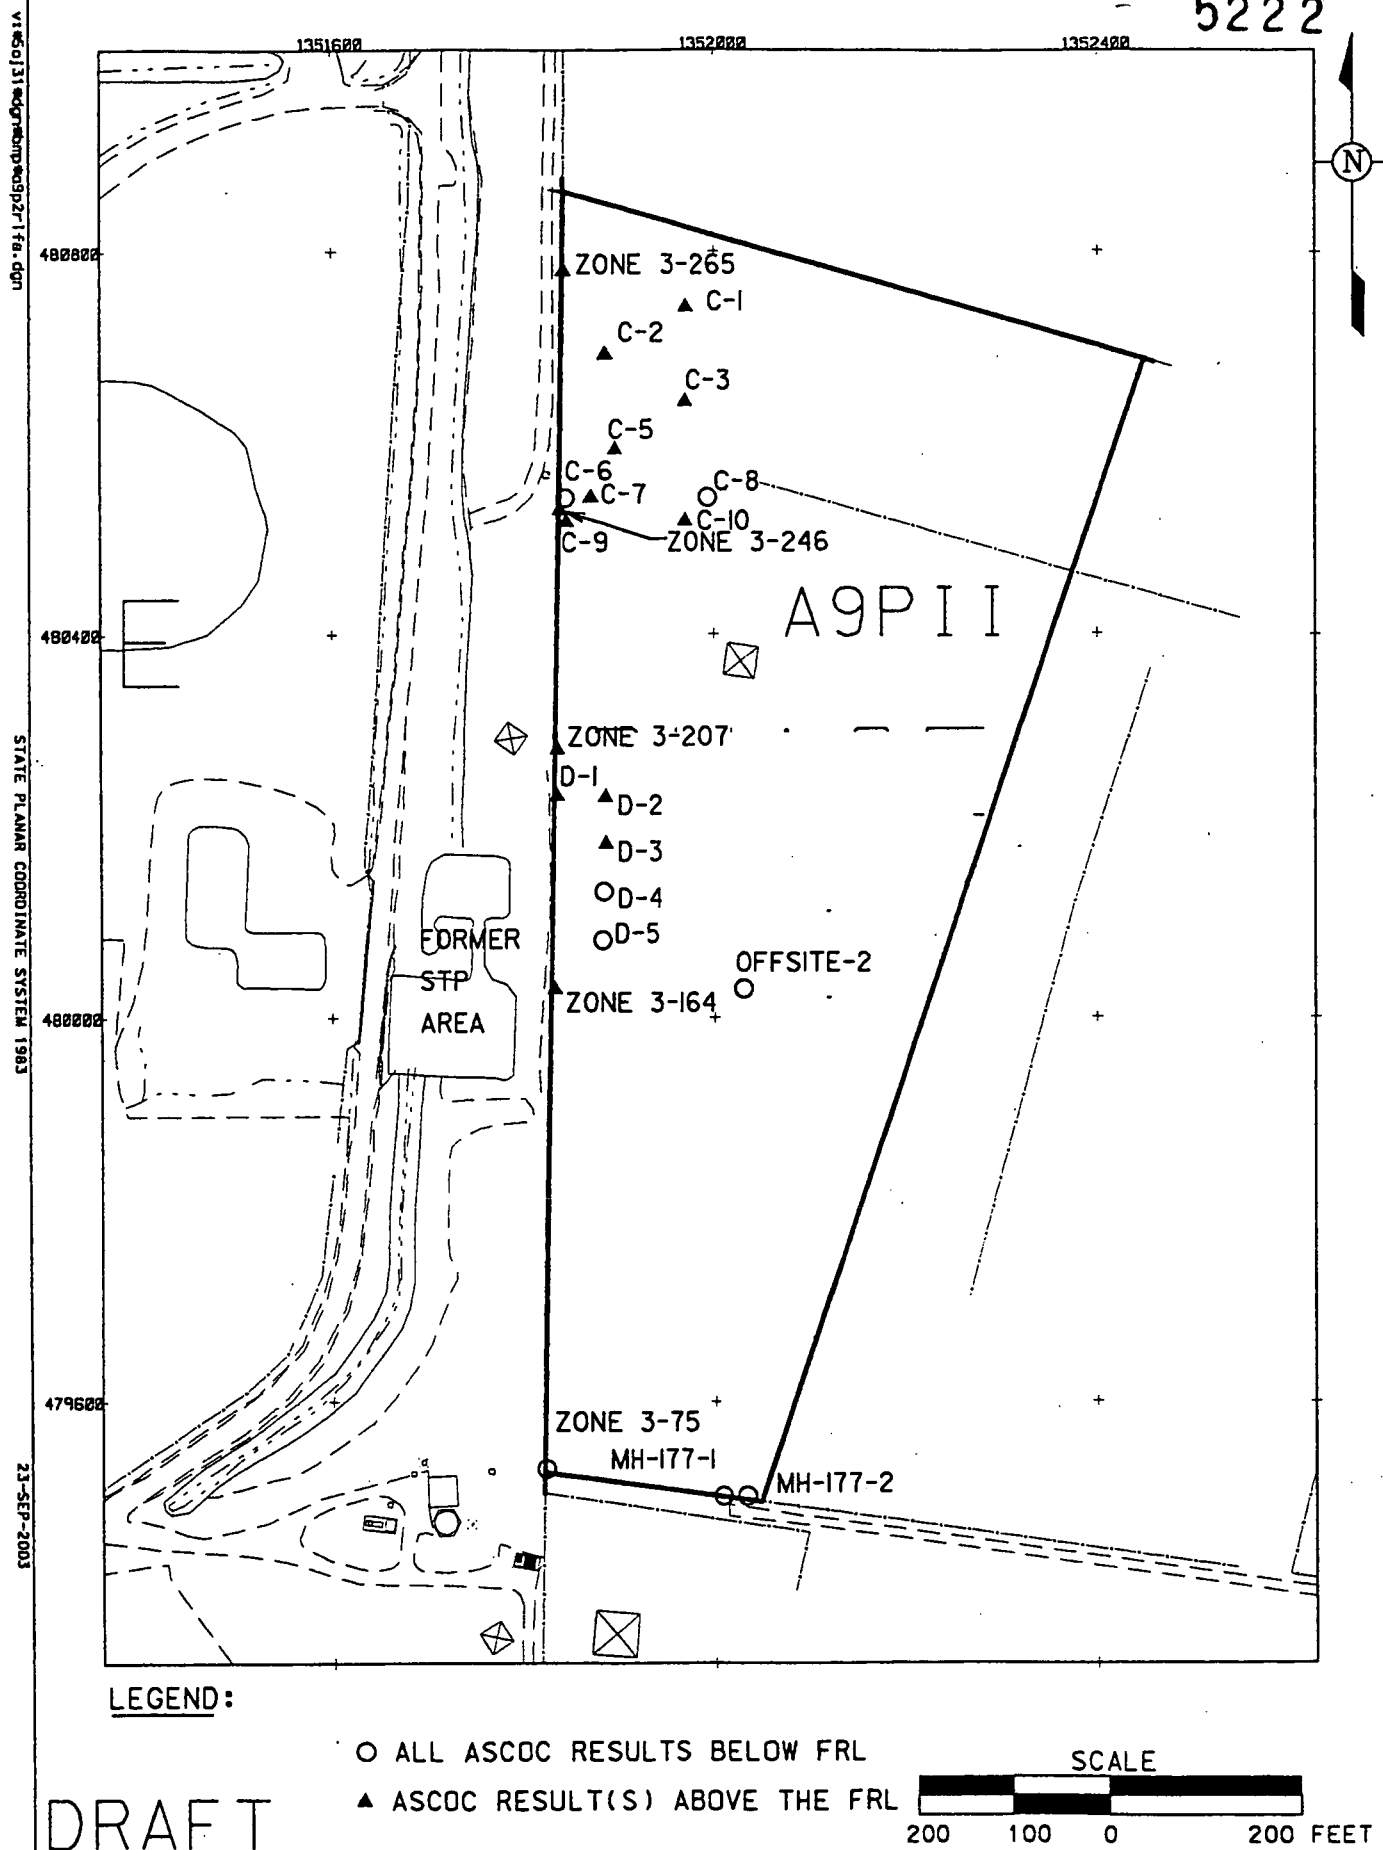 5222
1351600
1352000
1352400
N
480800
ZONE 3-265
C-1
C-2
C-3
C-5
C-6
C-7
C-8
C-10
C-9
ZONE 3-246
A9PII
480400
ZONE 3-207
D-1
D-2
D-3
D-4
D-5
FORMER
STP
AREA
OFFSITE-2
ZONE 3-164
480000
479600
ZONE 3-75
MH-177-1
MH-177-2
STATE PLANAR COORDINATE SYSTEM 1983
23-SEP-2003
LEGEND:
ALL ASCOC RESULTS BELOW FRL
ASCOC RESULT(S) ABOVE THE FRL
SCALE
200 100 0 200 FEET
DRAFT